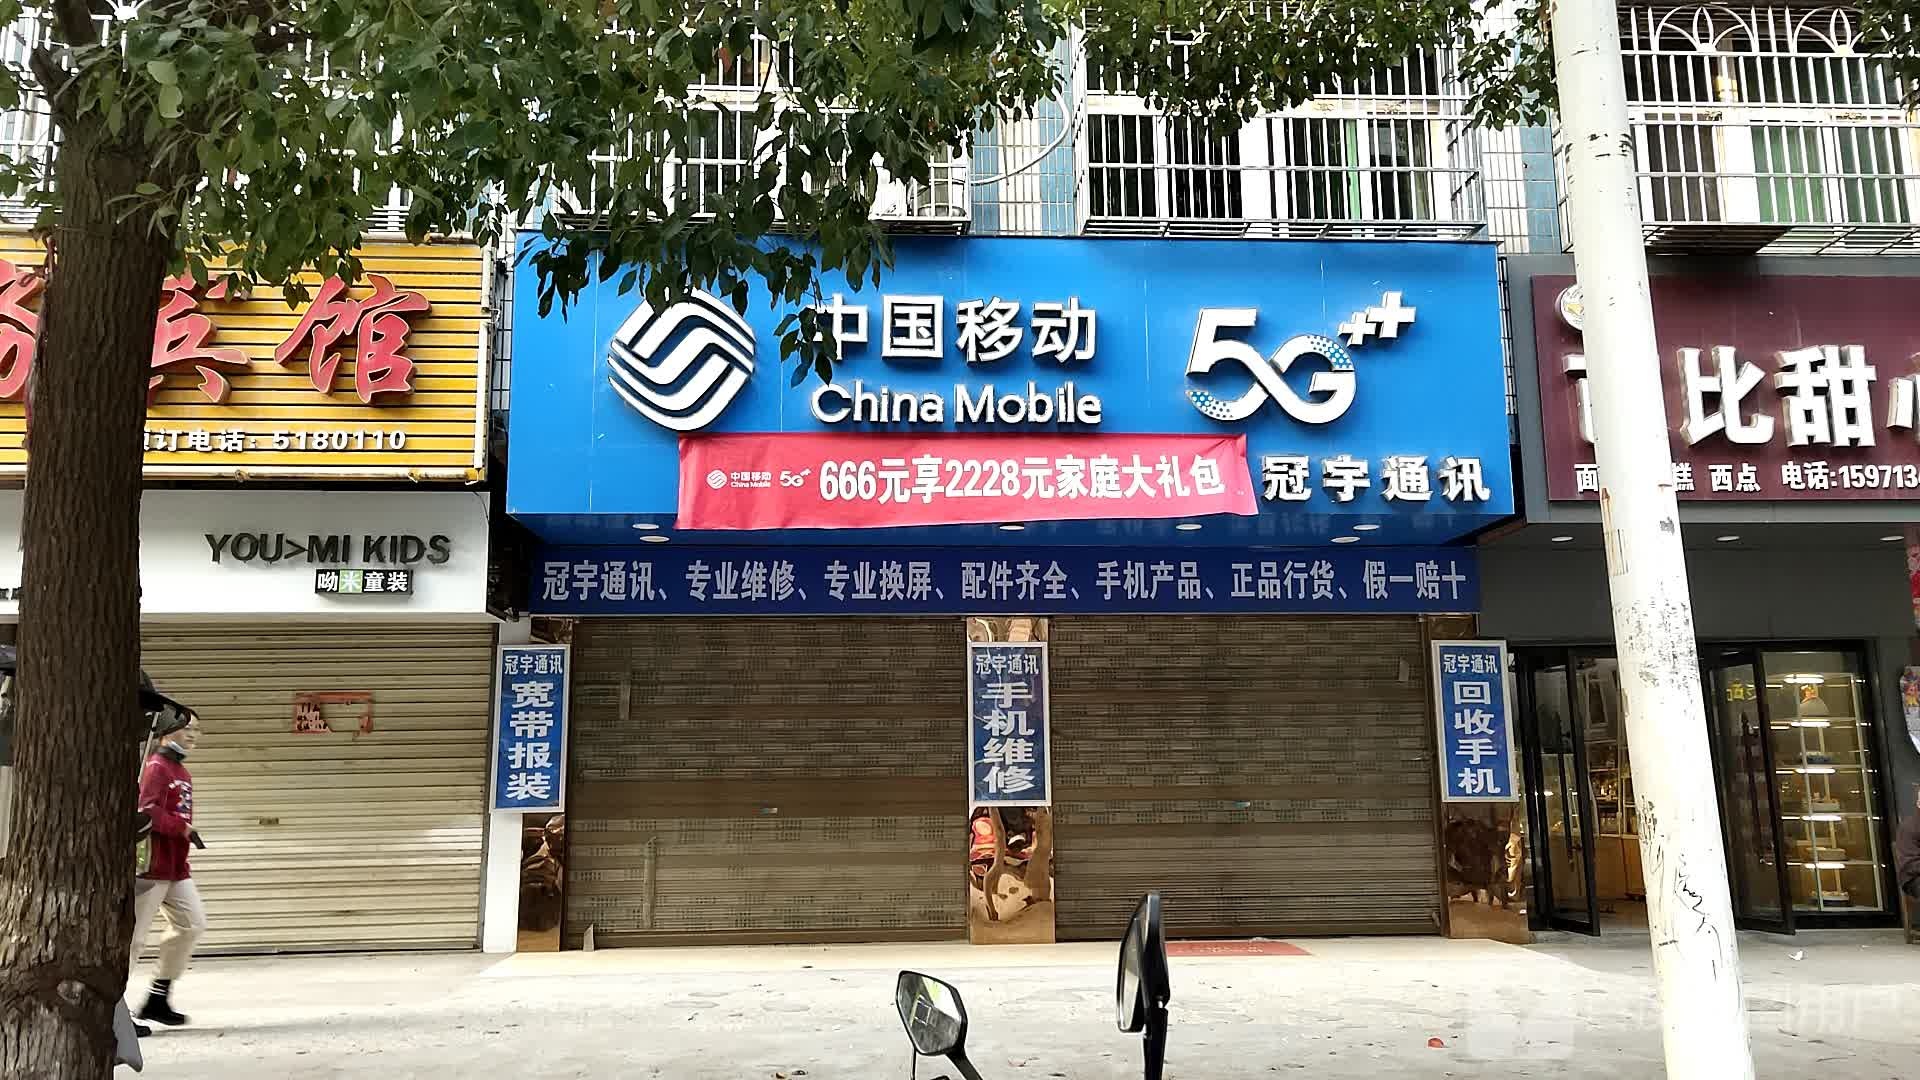 宾馆
订电话：5180110
YOU>MI KIDS
呦米童装
中国移动
China Mobile
5G++
中国移动
China Mobile
5G++
666元享2228元家庭大礼包
冠宇通讯
冠宇通讯、专业维修、专业换屏、配件齐全、手机产品、正品行货、假一赔十
冠宇通讯
宽带报装
冠宇通讯
手机维修
冠宇通讯
回收手机
比甜
面 糕 西点 电话:159713
用户